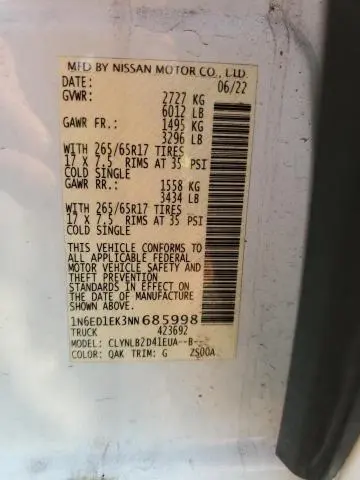 MFD BY NISSAN MOTOR CO., LTD.
DATE: 06/22
GVWR: 2727 KG
6012 LB
GAWR FR.: 1495 KG
3296 LB
WITH 265/65R17 TIRES
17 X 7.5 RIMS AT 35 PSI
COLD SINGLE
GAWR RR.: 1558 KG
3434 LB
WITH 265/65R17 TIRES
17 X 7.5 RIMS AT 35 PSI
COLD SINGLE
THIS VEHICLE CONFORMS TO
ALL APPLICABLE FEDERAL
MOTOR VEHICLE SAFETY AND
THEFT PREVENTION
STANDARDS IN EFFECT ON
THE DATE OF MANUFACTURE
SHOWN ABOVE.
1N6ED1EK3NN685998
TRUCK 423692
MODEL: CLYNLB2D41EUA--B--
COLOR: QAK TRIM: G ZS00A